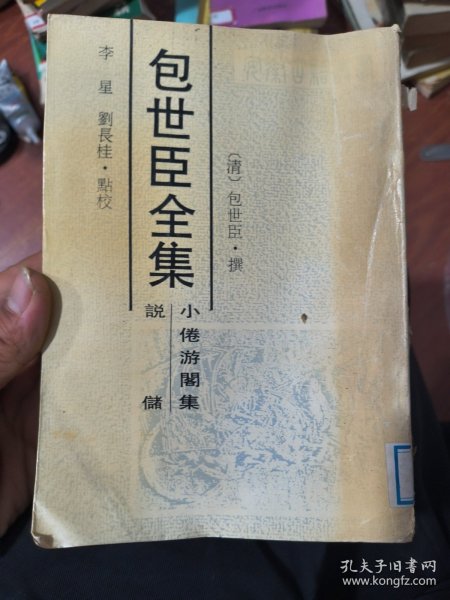 〔清〕包世臣·撰
包世臣全集
小倦游閣集
説儲
李星 劉長桂·點校
孔夫子旧书网
www.kongfz.com